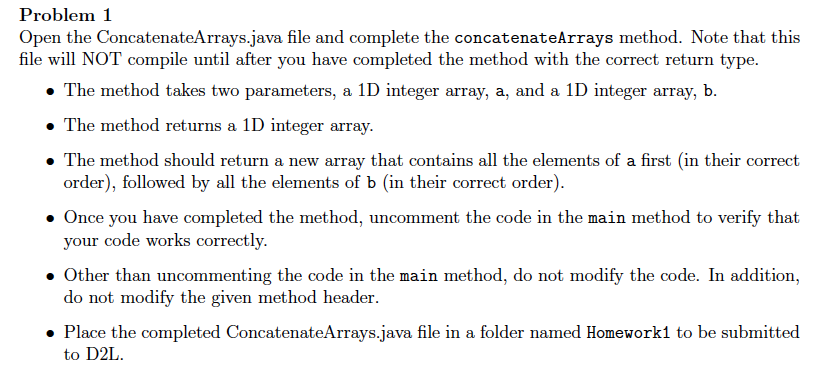 Problem 1
Open the ConcatenateArrays.java file and complete the concatenateArrays method. Note that this
file will NOT compile until after you have completed the method with the correct return type.
• The method takes two parameters, a 1D integer array, a, and a 1D integer array, b.
• The method returns a 1D integer array.
• The method should return a new array that contains all the elements of a first (in their correct
order), followed by all the elements of b (in their correct order).
• Once you have completed the method, uncomment the code in the main method to verify that
your code works correctly.
• Other than uncommenting the code in the main method, do not modify the code. In addition,
do not modify the given method header.
• Place the completed ConcatenateArrays.java file in a folder named Homework1 to be submitted
to D2L.